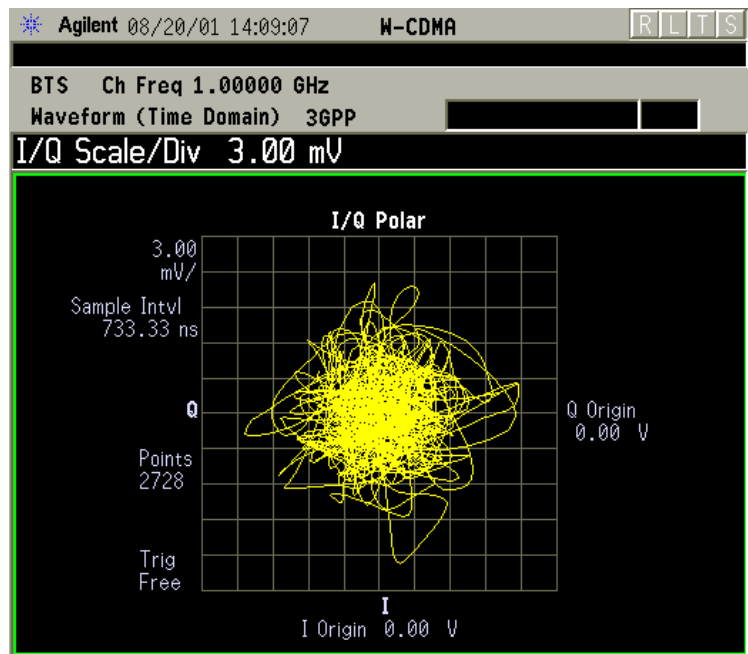 Agilent 08/20/01 14:09:07 W-CDMA R L T S
BTS Ch Freq 1.00000 GHz
Waveform (Time Domain) 3GPP
I/Q Scale/Div 3.00 mV
I/Q Polar
3.00
mV/
Sample Intvl
733.33 ns
Q
Q Origin
0.00 V
Points
2728
Trig
Free
I
I Origin 0.00 V